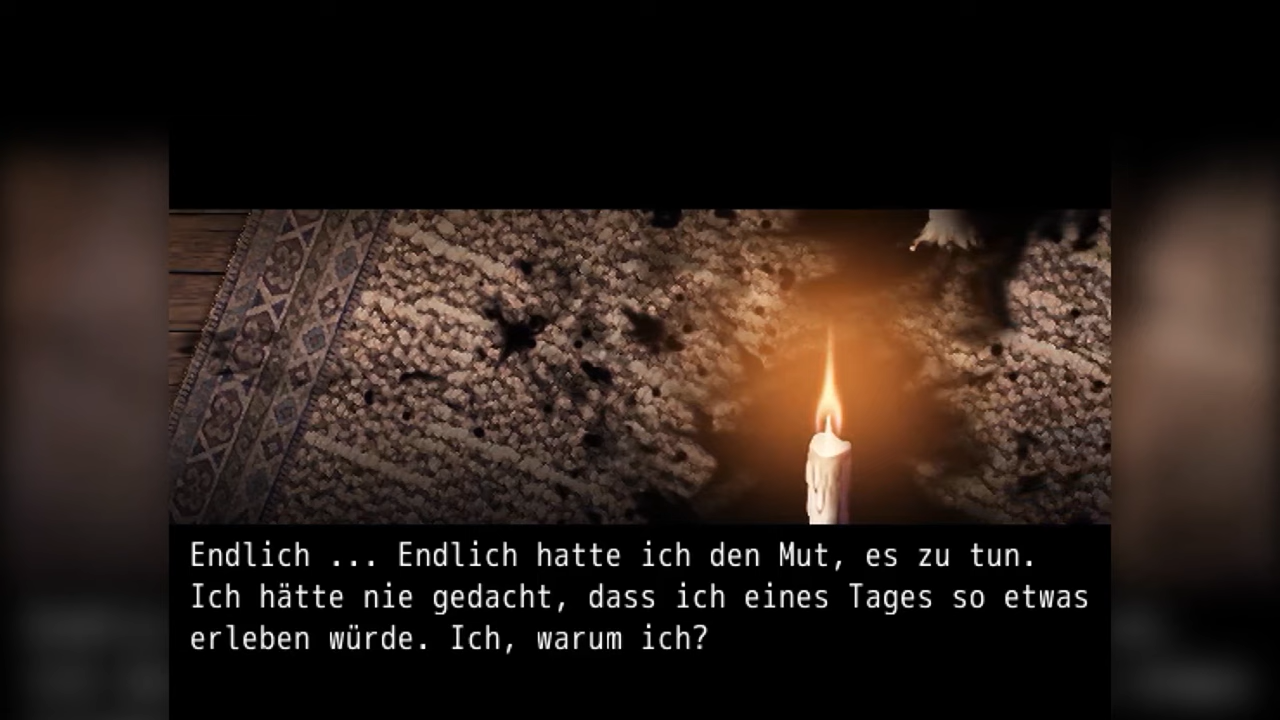 Endlich ... Endlich hatte ich den Mut, es zu tun.
Ich hätte nie gedacht, dass ich eines Tages so etwas
erleben würde. Ich, warum ich?